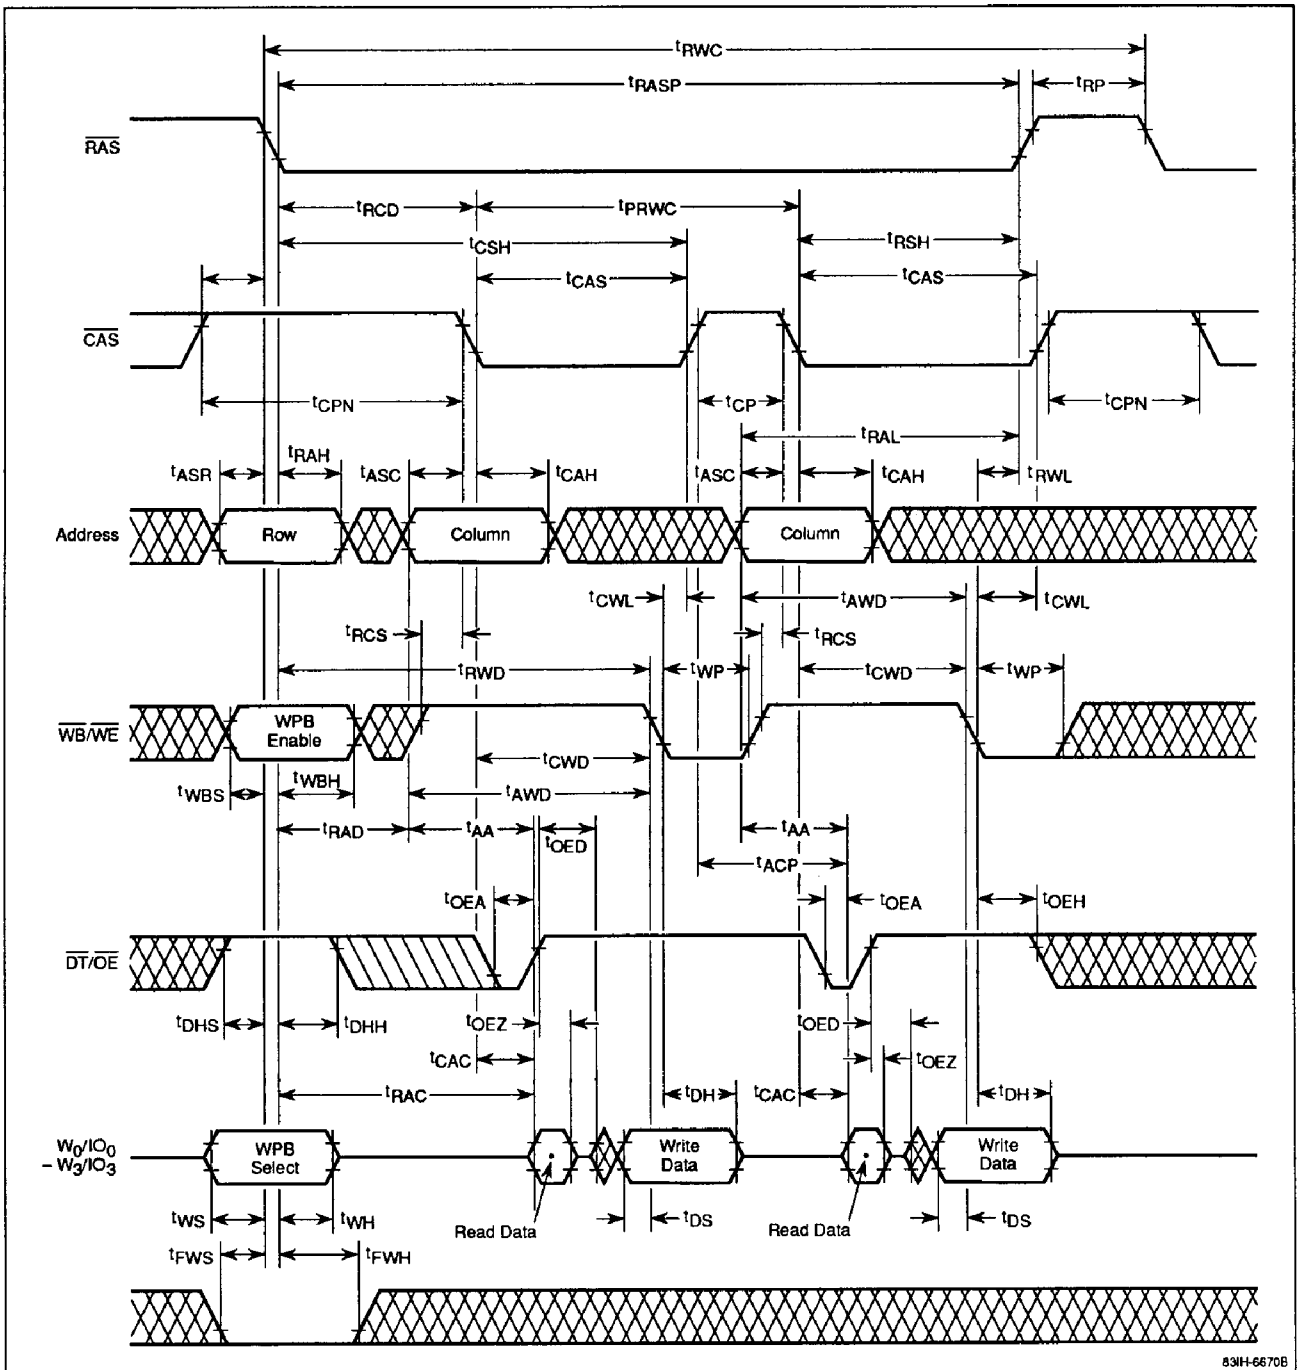 tRWC
tRASP
tRP
RAS
tRCD
tPRWC
tCSH
tRSH
tCAS
tCAS
CAS
tCPN
tCP
tCPN
tRAL
tASR
tRAH
tASC
tCAH
tASC
tCAH
tRWL
Address
Row
Column
Column
tCWL
tAWD
tCWL
tRCS
tRCS
tRWD
tWP
tCWD
tWP
WB/WE
WPB
Enable
tCWD
tWBS
tWBH
tAWD
tRAD
tAA
tOED
tAA
tACP
tOEA
tOEA
tOEH
DT/OE
tDHS
tDHH
tOEZ
tOED
tCAC
tOEZ
tRAC
tDH
tCAC
tDH
W0/IO0
– W3/IO3
WPB
Select
Write
Data
Write
Data
tWS
tWH
Read Data
tDS
Read Data
tDS
tFWS
tFWH
83IH-6670B